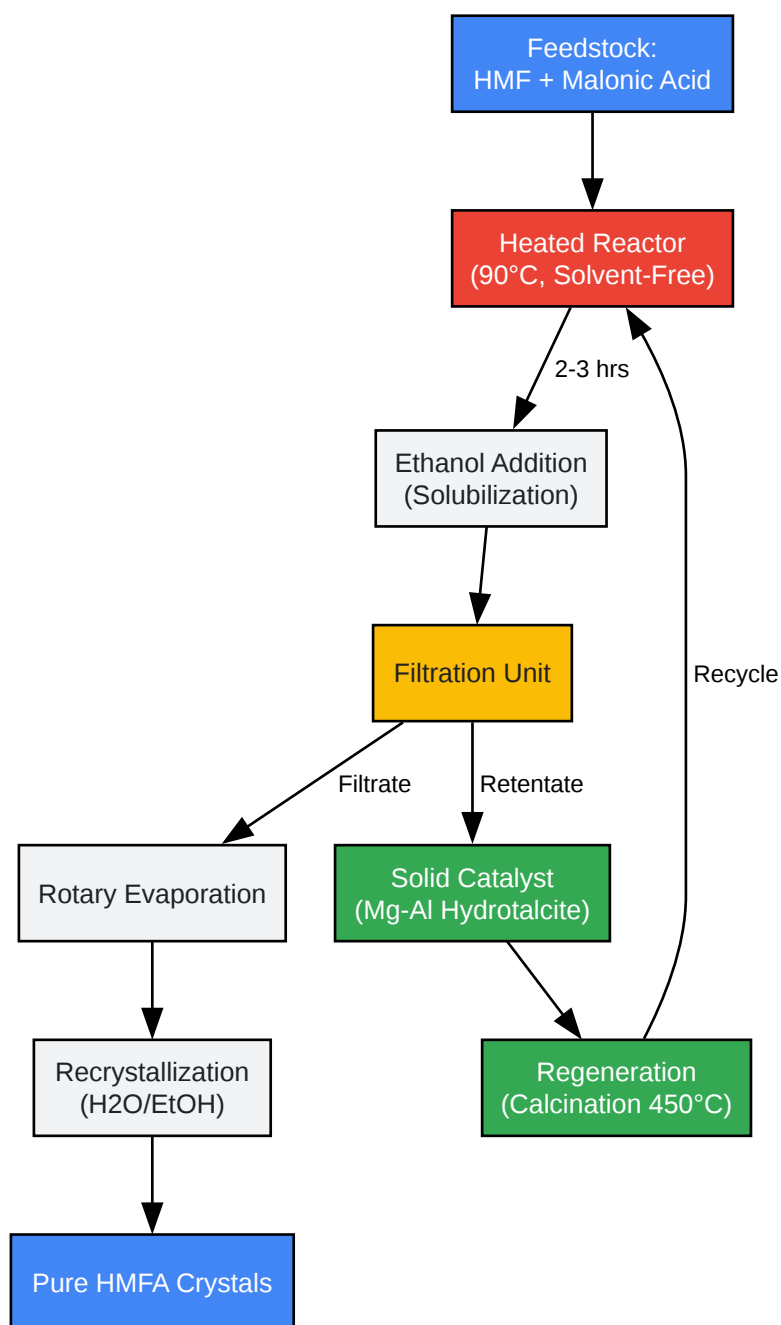 Feedstock:
HMF + Malonic Acid
Heated Reactor
(90°C, Solvent-Free)
2-3 hrs
Ethanol Addition
(Solubilization)
Filtration Unit
Recycle
Filtrate
Retentate
Rotary Evaporation
Solid Catalyst
(Mg-Al Hydrotalcite)
Recrystallization
(H2O/EtOH)
Regeneration
(Calcination 450°C)
Pure HMFA Crystals